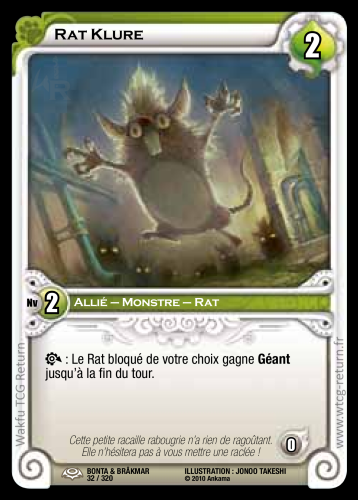 Rat Klure
2
Nv 2 Allié – Monstre – Rat
: Le Rat bloqué de votre choix gagne Géant
jusqu'à la fin du tour.
Cette petite racaille rabougrie n'a rien de ragoûtant.
Elle n'hésitera pas à vous mettre une raclée !
0
BONTA & BRÂKMAR
32 / 320
ILLUSTRATION : JONOO TAKESHI
© 2010 Ankama
Wakfu TCG Return
www.wtcg-return.fr